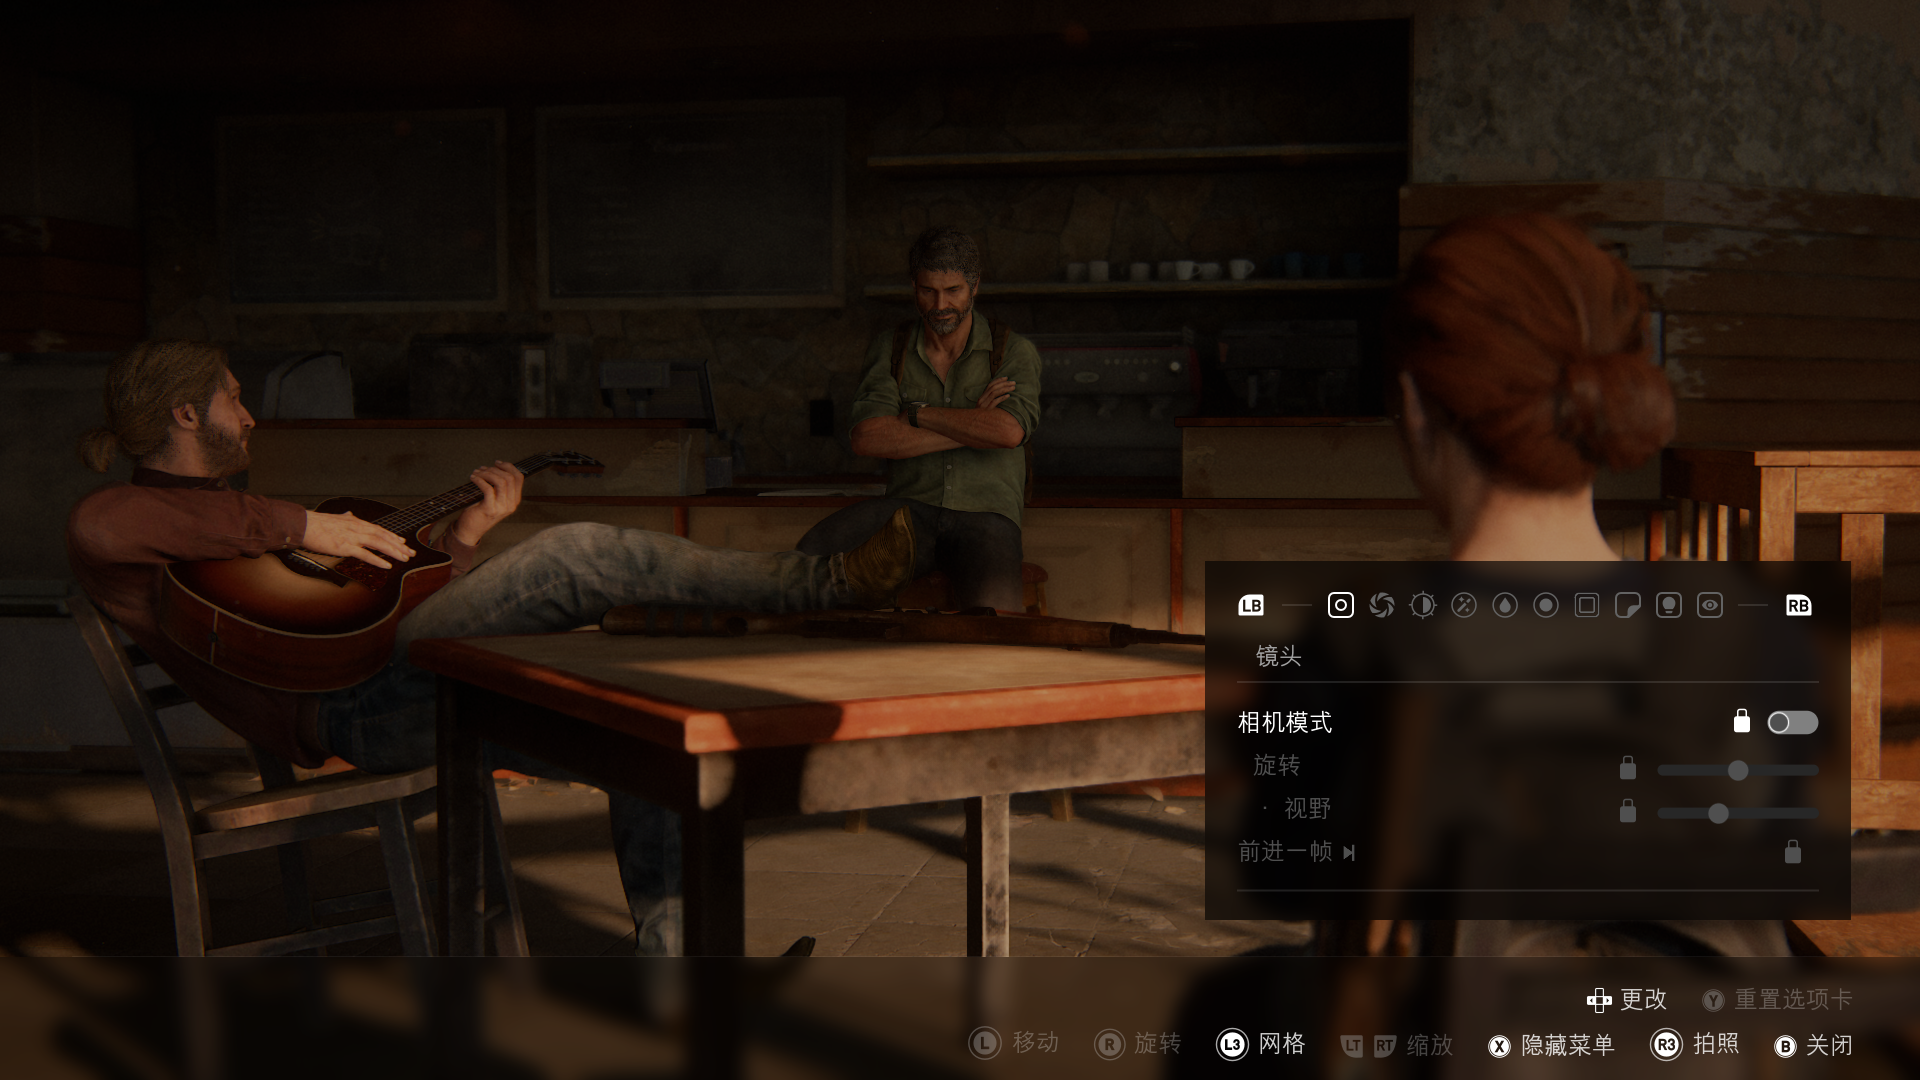 LB RB
镜头
相机模式
旋转
· 视野
前进一帧
更改 Y 重置选项卡
L 移动 R 旋转 L3 网格 LT RT 缩放 X 隐藏菜单 R3 拍照 B 关闭